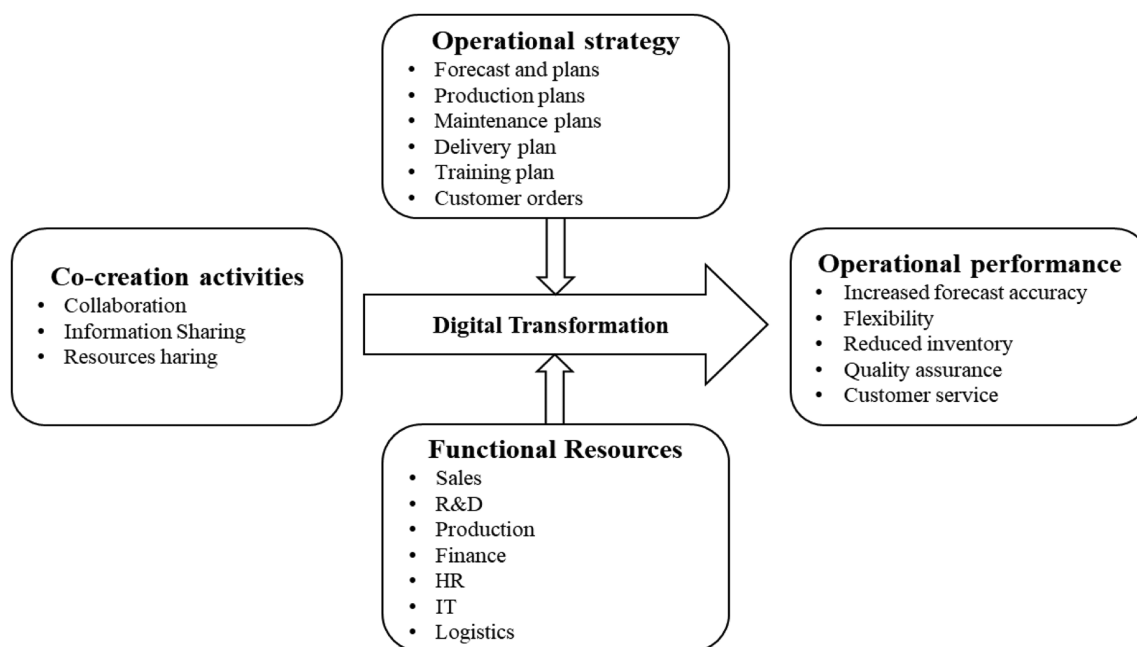 Operational strategy
• Forecast and plans
• Production plans
• Maintenance plans
• Delivery plan
• Training plan
• Customer orders
Co-creation activities
• Collaboration
• Information Sharing
• Resources haring
Digital Transformation
Operational performance
• Increased forecast accuracy
• Flexibility
• Reduced inventory
• Quality assurance
• Customer service
Functional Resources
• Sales
• R&D
• Production
• Finance
• HR
• IT
• Logistics